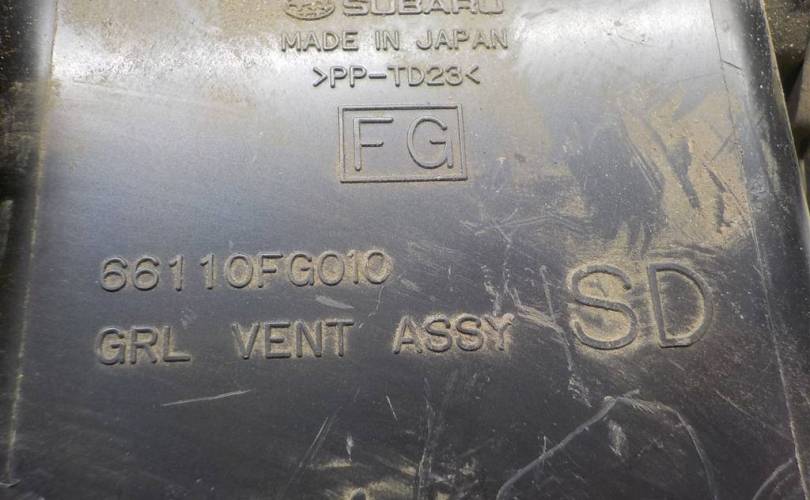 SUBARU
MADE IN JAPAN
>PP-TD23<
FG
66110FG010
GRL VENT ASSY SD